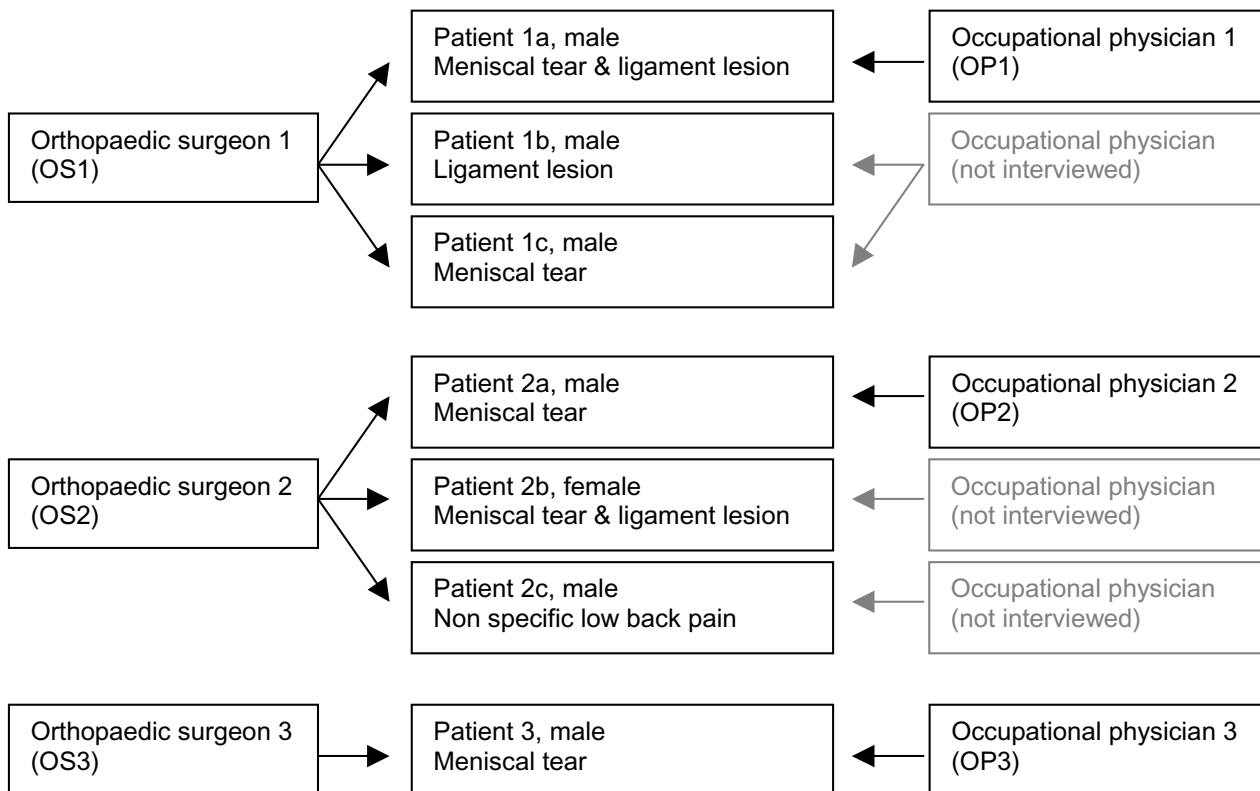 Patient 1a, male
Meniscal tear & ligament lesion
Occupational physician 1
(OP1)
Orthopaedic surgeon 1
(OS1)
Patient 1b, male
Ligament lesion
Occupational physician
(not interviewed)
Patient 1c, male
Meniscal tear
Patient 2a, male
Meniscal tear
Occupational physician 2
(OP2)
Orthopaedic surgeon 2
(OS2)
Patient 2b, female
Meniscal tear & ligament lesion
Occupational physician
(not interviewed)
Patient 2c, male
Non specific low back pain
Occupational physician
(not interviewed)
Orthopaedic surgeon 3
(OS3)
Patient 3, male
Meniscal tear
Occupational physician 3
(OP3)